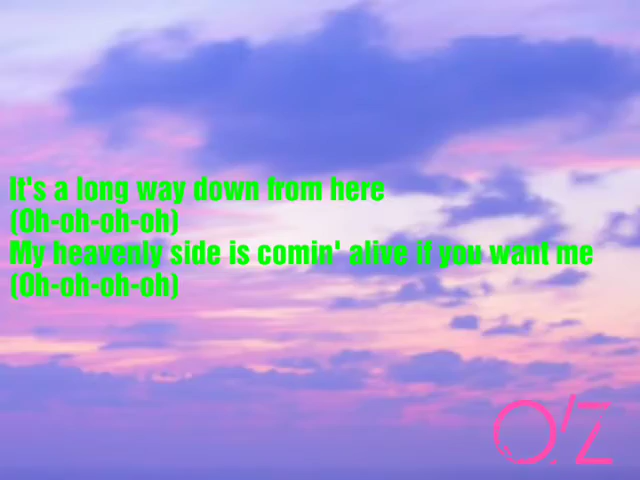 It's a long way down from here
(Oh-oh-oh-oh)
My heavenly side is comin' alive if you want me
(Oh-oh-oh-oh)
O!Z